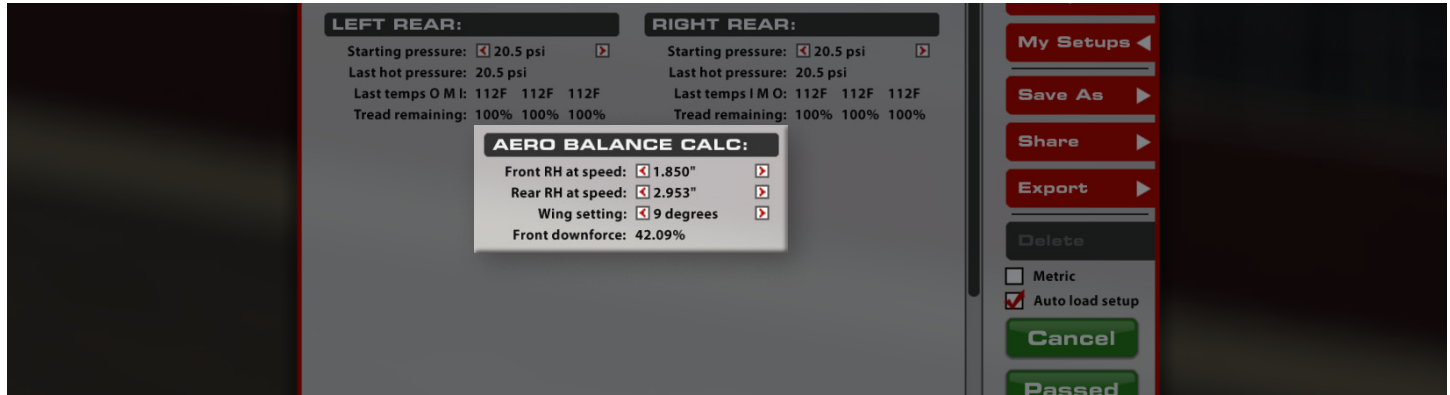 LEFT REAR:
Starting pressure: 20.5 psi
Last hot pressure: 20.5 psi
Last temps O M I: 112F 112F 112F
Tread remaining: 100% 100% 100%
RIGHT REAR:
Starting pressure: 20.5 psi
Last hot pressure: 20.5 psi
Last temps I M O: 112F 112F 112F
Tread remaining: 100% 100% 100%
AERO BALANCE CALC:
Front RH at speed: 1.850"
Rear RH at speed: 2.953"
Wing setting: 9 degrees
Front downforce: 42.09%
My Setups
Save As
Share
Export
Delete
Metric
Auto load setup
Cancel
Passed